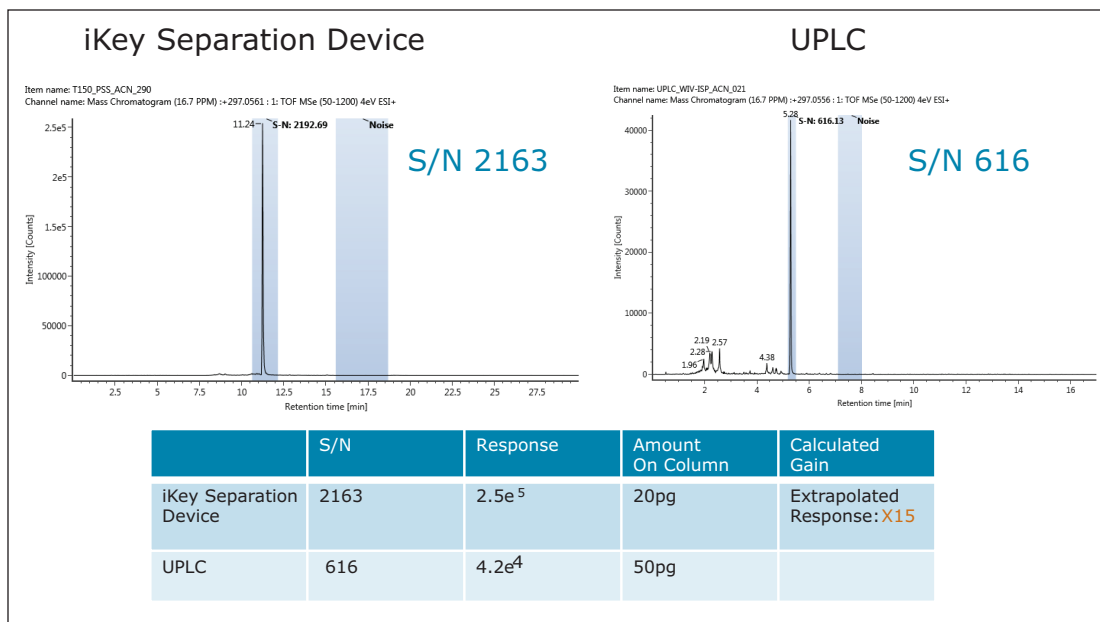 iKey Separation Device
UPLC
Item name: T150_PSS_ACN_290
Channel name: Mass Chromatogram (16.7 PPM) :+297.0561 : 1: TOF MSe (50-1200) 4eV ESI+
2.5e5
2e5
1.5e5
100000
50000
0
Intensity [Counts]
11.24
S-N: 2192.69
Noise
S/N 2163
2.5 5 7.5 10 12.5 15 17.5 20 22.5 25 27.5
Retention time [min]
Item name: UPLC_WIV-ISP_ACN_021
Channel name: Mass Chromatogram (16.7 PPM) :+297.0556 : 1: TOF MSe (50-1200) 4eV ESI+
40000
30000
20000
10000
0
Intensity [Counts]
5.28
S-N: 616.13
Noise
S/N 616
2.19
2.57
2.28
1.96
4.38
2 4 6 8 10 12 14 16
Retention time [min]
S/N Response Amount On Column Calculated Gain
iKey Separation Device 2163 2.5e5 20pg Extrapolated Response: X15
UPLC 616 4.2e4 50pg